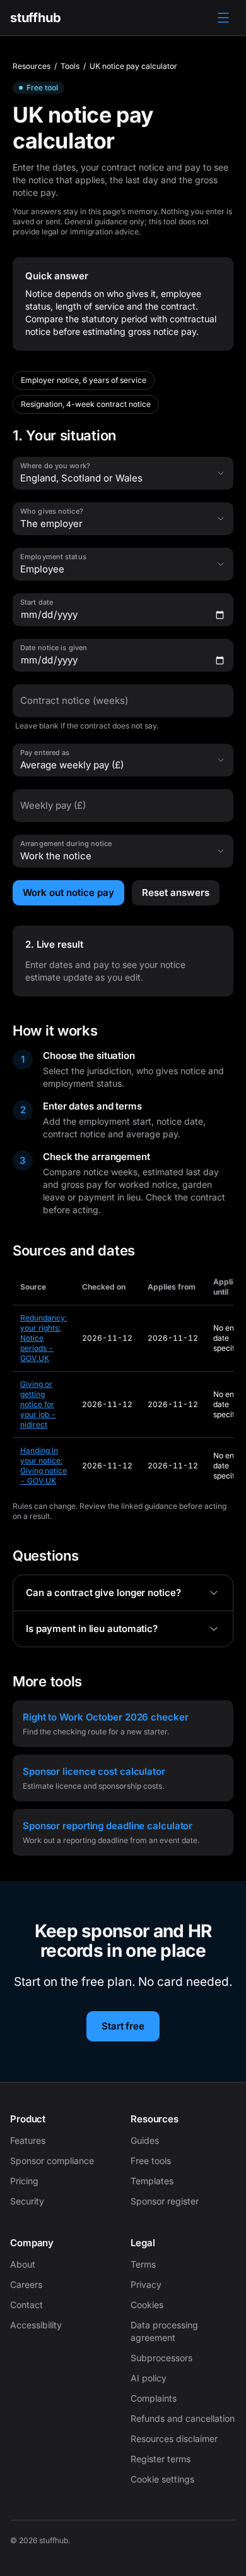 stuffhub
Resources / Tools / UK notice pay calculator
Free tool
UK notice pay
calculator
Enter the dates, your contract notice and pay to see
the notice that applies, the last day and the gross
notice pay.
Your answers stay in this page's memory. Nothing you enter is
saved or sent. General guidance only; this tool does not
provide legal or immigration advice.
Quick answer
Notice depends on who gives it, employee
status, length of service and the contract.
Compare the statutory period with contractual
notice before estimating gross notice pay.
Employer notice, 6 years of service
Resignation, 4-week contract notice
1. Your situation
Where do you work?
England, Scotland or Wales
Who gives notice?
The employer
Employment status
Employee
Start date
mm/dd/yyyy
Date notice is given
mm/dd/yyyy
Contract notice (weeks)
Leave blank if the contract does not say.
Pay entered as
Average weekly pay (£)
Weekly pay (£)
Arrangement during notice
Work the notice
Work out notice pay
Reset answers
2. Live result
Enter dates and pay to see your notice
estimate update as you edit.
How it works
1
Choose the situation
Select the jurisdiction, who gives notice and
employment status.
2
Enter dates and terms
Add the employment start, notice date,
contract notice and average pay.
3
Check the arrangement
Compare notice weeks, estimated last day
and gross pay for worked notice, garden
leave or payment in lieu. Check the contract
before acting.
Sources and dates
Source
Checked on
Applies from
Appli
until
Redundancy:
your rights:
Notice
periods -
GOV.UK
2026-11-12
2026-11-12
No en
date
specif
Giving or
getting
notice for
your job -
nidirect
2026-11-12
2026-11-12
No en
date
specif
Handing in
your notice:
Giving notice
- GOV.UK
2026-11-12
2026-11-12
No en
date
specif
Rules can change. Review the linked guidance before acting
on a result.
Questions
Can a contract give longer notice?
Is payment in lieu automatic?
More tools
Right to Work October 2026 checker
Find the checking route for a new starter.
Sponsor licence cost calculator
Estimate licence and sponsorship costs.
Sponsor reporting deadline calculator
Work out a reporting deadline from an event date.
Keep sponsor and HR
records in one place
Start on the free plan. No card needed.
Start free
Product
Features
Sponsor compliance
Pricing
Security
Resources
Guides
Free tools
Templates
Sponsor register
Company
About
Careers
Contact
Accessibility
Legal
Terms
Privacy
Cookies
Data processing
agreement
Subprocessors
AI policy
Complaints
Refunds and cancellation
Resources disclaimer
Register terms
Cookie settings
© 2026 stuffhub.